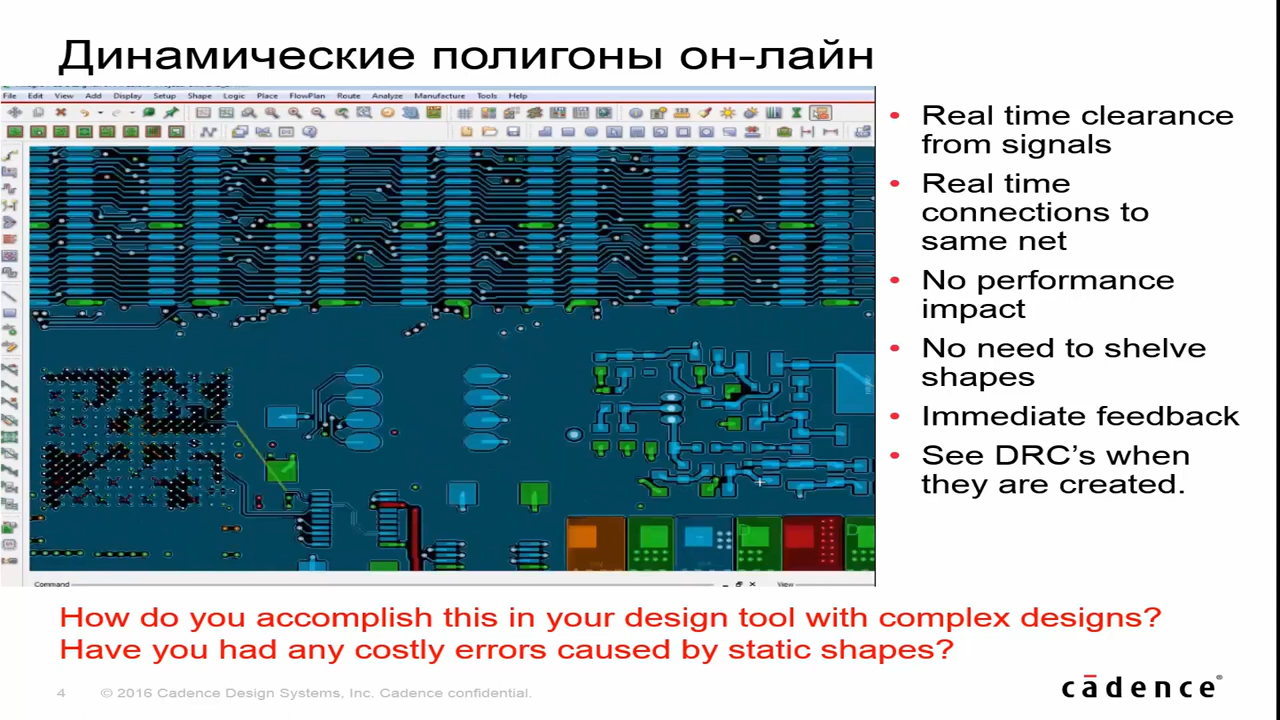 Динамические полигоны он-лайн
File Edit View Add Display Setup Shape Logic Place FlowPlan Route Analyze Manufacture Tools Help
• Real time clearance
from signals
• Real time
connections to
same net
• No performance
impact
• No need to shelve
shapes
• Immediate feedback
• See DRC’s when
they are created.
Command
View
How do you accomplish this in your design tool with complex designs?
Have you had any costly errors caused by static shapes?
4 © 2016 Cadence Design Systems, Inc. Cadence confidential.
cādence®